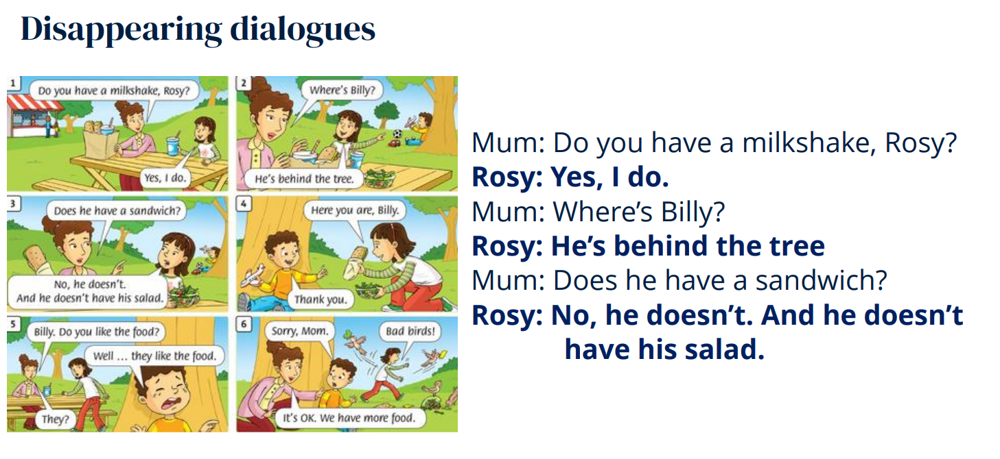 Disappearing dialogues
1
Do you have a milkshake, Rosy?
Yes, I do.
2
Where's Billy?
He's behind the tree.
3
Does he have a sandwich?
No, he doesn't.
And he doesn't have his salad.
4
Here you are, Billy.
Thank you.
5
Billy. Do you like the food?
Well ... they like the food.
They?
6
Sorry, Mom.
Bad birds!
It's OK. We have more food.
Mum: Do you have a milkshake, Rosy?
Rosy: Yes, I do.
Mum: Where’s Billy?
Rosy: He’s behind the tree
Mum: Does he have a sandwich?
Rosy: No, he doesn’t. And he doesn’t
have his salad.